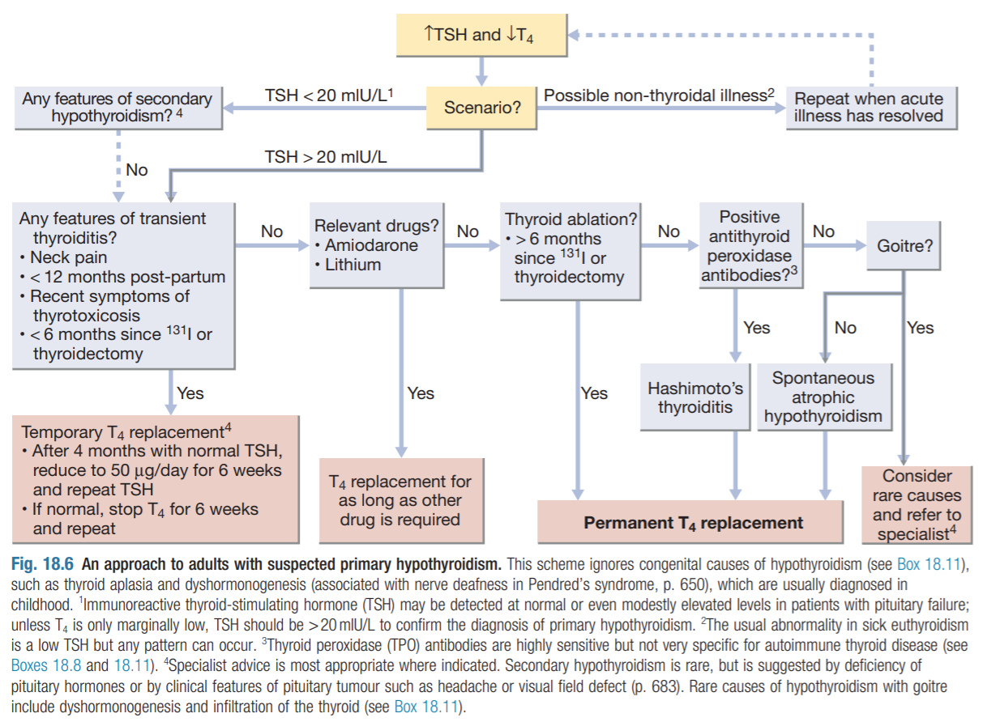 ↑TSH and ↓T4
Any features of secondary
hypothyroidism? 4
TSH < 20 mIU/L1
Scenario?
Possible non-thyroidal illness2
Repeat when acute
illness has resolved
No
TSH > 20 mIU/L
Any features of transient
thyroiditis?
• Neck pain
• < 12 months post-partum
• Recent symptoms of
thyrotoxicosis
• < 6 months since 131I or
thyroidectomy
No
Relevant drugs?
• Amiodarone
• Lithium
No
Thyroid ablation?
• > 6 months
since 131I or
thyroidectomy
No
Positive
antithyroid
peroxidase
antibodies?3
No
Goitre?
Yes
Yes
Yes
Yes
No
Yes
Hashimoto's
thyroiditis
Spontaneous
atrophic
hypothyroidism
Temporary T4 replacement4
• After 4 months with normal TSH,
reduce to 50 μg/day for 6 weeks
and repeat TSH
• If normal, stop T4 for 6 weeks
and repeat
T4 replacement for
as long as other
drug is required
Permanent T4 replacement
Consider
rare causes
and refer to
specialist4
Fig. 18.6 An approach to adults with suspected primary hypothyroidism. This scheme ignores congenital causes of hypothyroidism (see Box 18.11),
such as thyroid aplasia and dyshormonogenesis (associated with nerve deafness in Pendred's syndrome, p. 650), which are usually diagnosed in
childhood. 1Immunoreactive thyroid-stimulating hormone (TSH) may be detected at normal or even modestly elevated levels in patients with pituitary failure;
unless T4 is only marginally low, TSH should be >20 mIU/L to confirm the diagnosis of primary hypothyroidism. 2The usual abnormality in sick euthyroidism
is a low TSH but any pattern can occur. 3Thyroid peroxidase (TPO) antibodies are highly sensitive but not very specific for autoimmune thyroid disease (see
Boxes 18.8 and 18.11). 4Specialist advice is most appropriate where indicated. Secondary hypothyroidism is rare, but is suggested by deficiency of
pituitary hormones or by clinical features of pituitary tumour such as headache or visual field defect (p. 683). Rare causes of hypothyroidism with goitre
include dyshormonogenesis and infiltration of the thyroid (see Box 18.11).